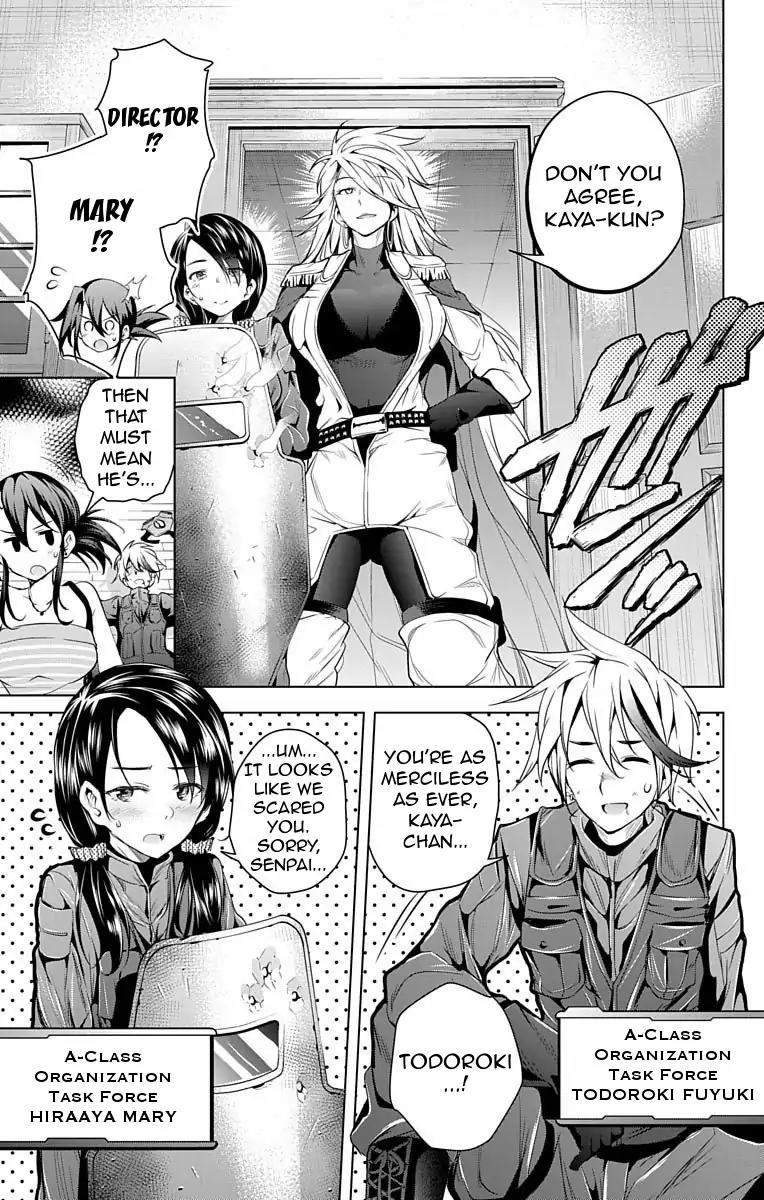 DON'T YOU
AGREE,
KAYA-KUN?
DIRECTOR
!?
MARY
!?
THEN
THAT
MUST
MEAN
HE'S...
YOU'RE AS
MERCILESS
AS EVER,
KAYA-
CHAN...
...UM...
IT LOOKS
LIKE WE
SCARED
YOU.
SORRY,
SENPAI...
TODOROKI
...!
A-CLASS
ORGANIZATION
TASK FORCE
TODOROKI FUYUKI
A-CLASS
ORGANIZATION
TASK FORCE
HIRAAYA MARY